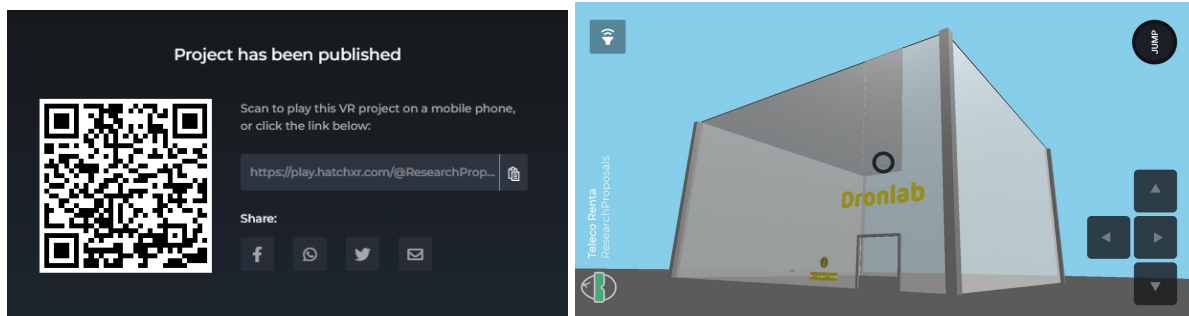 Project has been published
Scan to play this VR project on a mobile phone,
or click the link below:
https://play.hatchxr.com/@ResearchProp...
Share:
JUMP
Teleco Renta
ResearchProposals
Dronlab